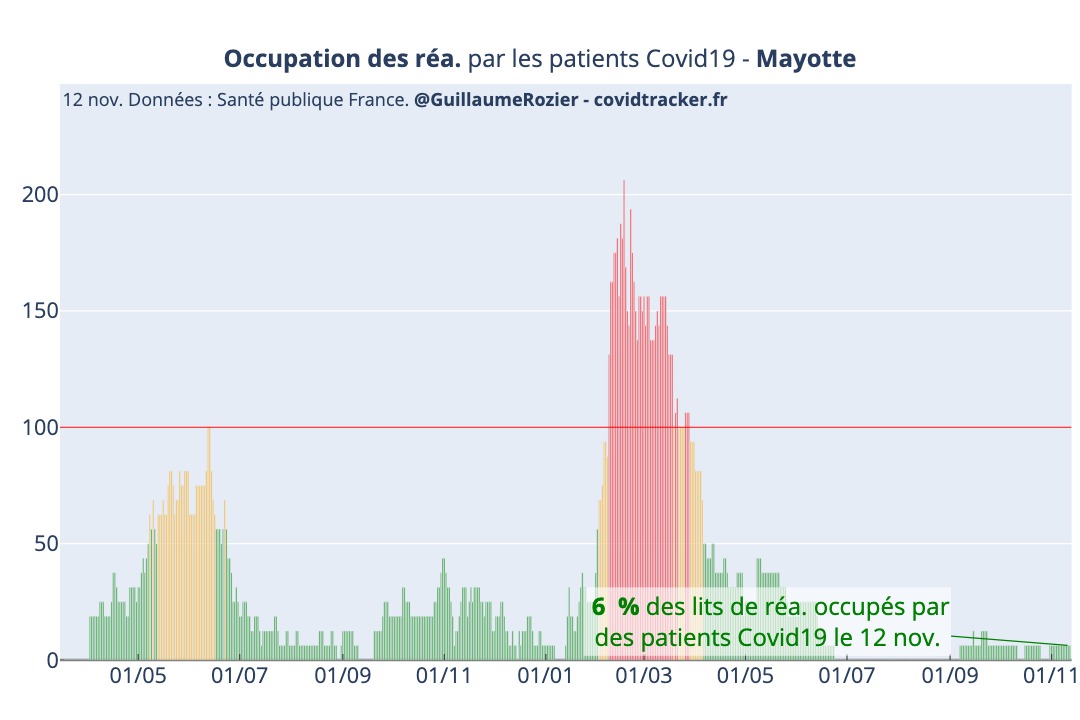 Occupation des réa. par les patients Covid19 - Mayotte
12 nov. Données : Santé publique France. @GuillaumeRozier - covidtracker.fr
200
150
100
50
0
6 % des lits de réa. occupés par
des patients Covid19 le 12 nov.
01/05 01/07 01/09 01/11 01/01 01/03 01/05 01/07 01/09 01/11